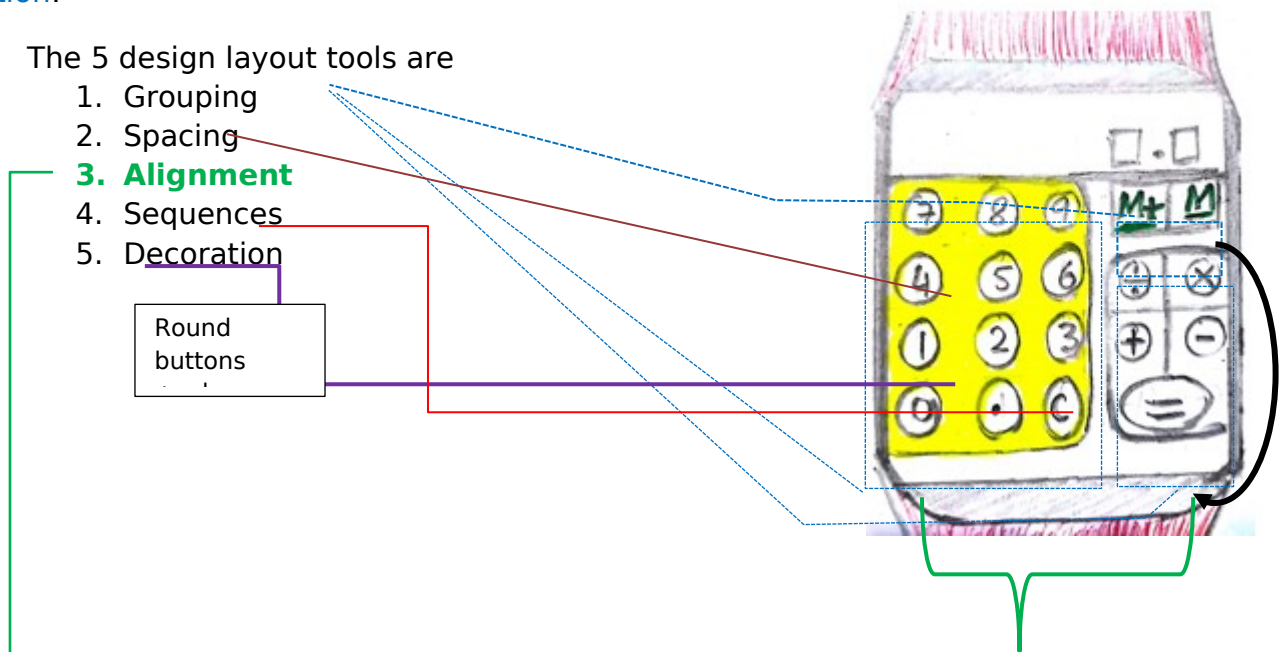 tion.
The 5 design layout tools are
1. Grouping
2. Spacing
3. Alignment
4. Sequences
5. Decoration
Round
buttons
M+ M
7 8 9
4 5 6 ÷ ×
1 2 3 + -
0 . C =